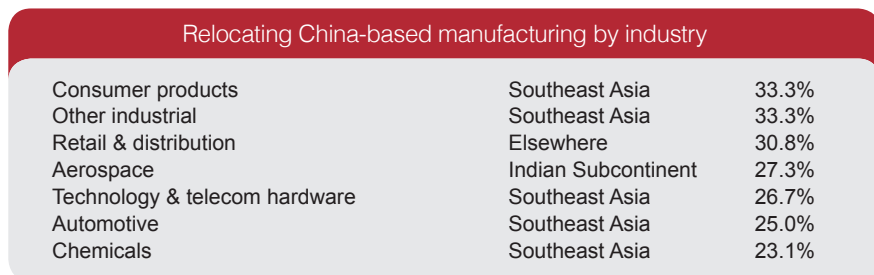 Relocating China-based manufacturing by industry
Consumer products Southeast Asia 33.3%
Other industrial Southeast Asia 33.3%
Retail & distribution Elsewhere 30.8%
Aerospace Indian Subcontinent 27.3%
Technology & telecom hardware Southeast Asia 26.7%
Automotive Southeast Asia 25.0%
Chemicals Southeast Asia 23.1%